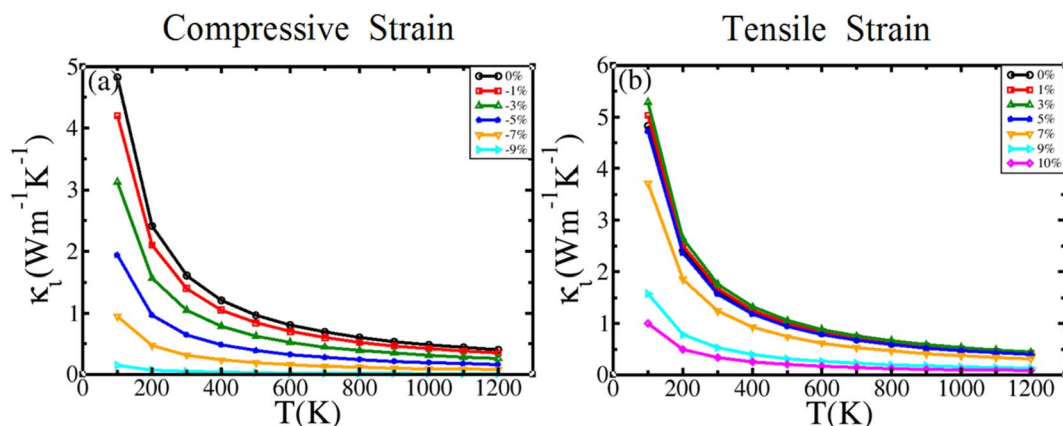 Compressive Strain
Tensile Strain
(a)
0%
-1%
-3%
-5%
-7%
-9%
5
4
3
2
1
0
κι(Wm⁻¹K⁻¹)
0 200 400 600 800 1000 1200
T(K)
(b)
0%
1%
3%
5%
7%
9%
10%
6
5
4
3
2
1
0
κι(Wm⁻¹K⁻¹)
0 200 400 600 800 1000 1200
T(K)